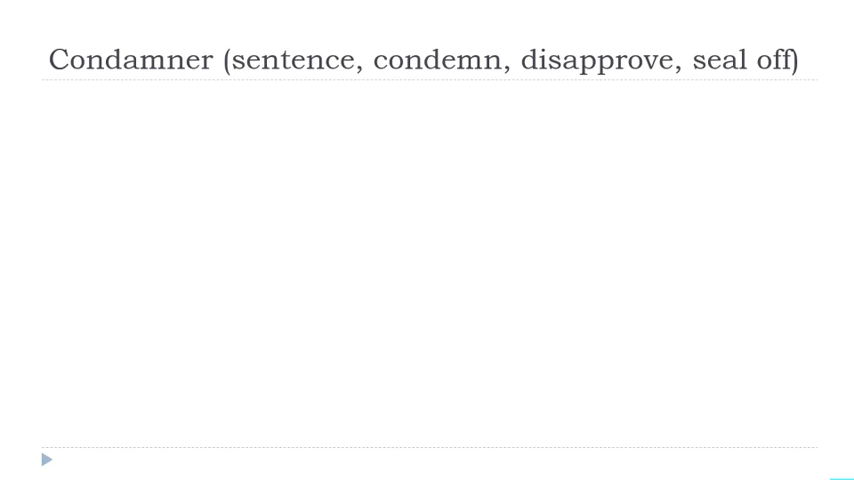 Condamner (sentence, condemn, disapprove, seal off)